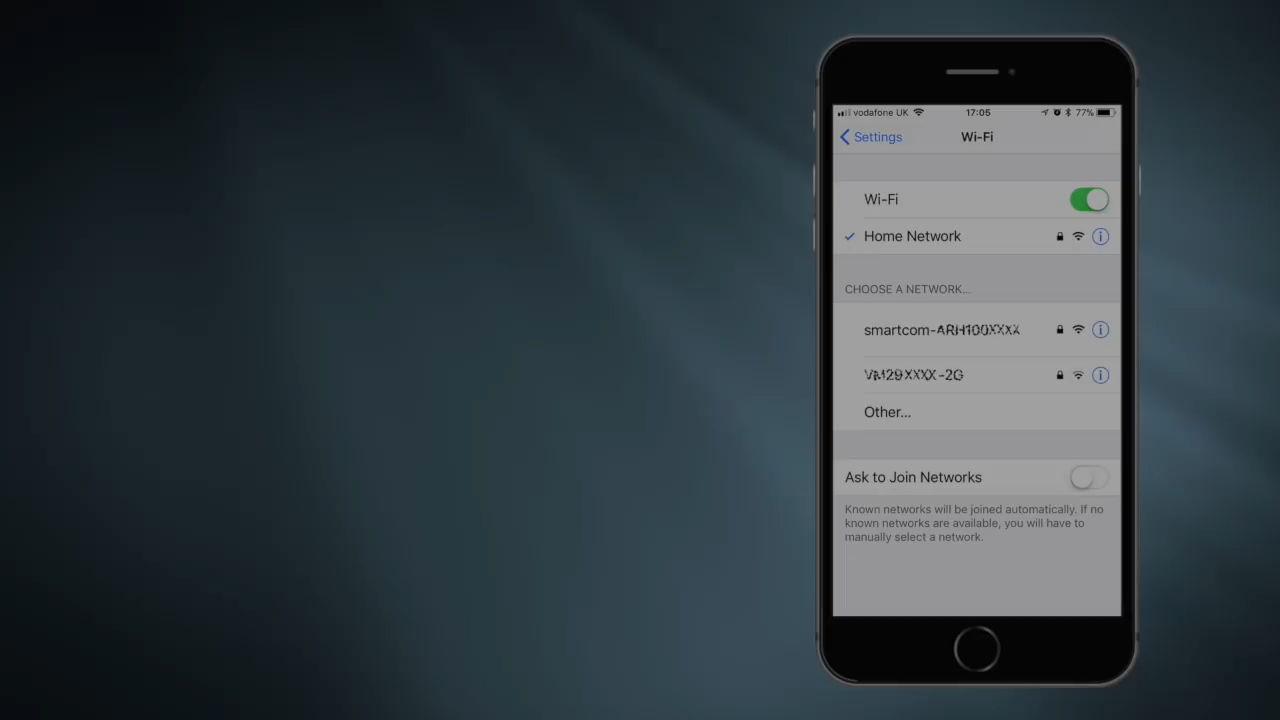 vodafone UK 17:05 77%
Settings Wi-Fi
Wi-Fi
Home Network
CHOOSE A NETWORK...
smartcom-ARH100XXXX
VM29XXXX-2G
Other...
Ask to Join Networks
Known networks will be joined automatically. If no
known networks are available, you will have to
manually select a network.